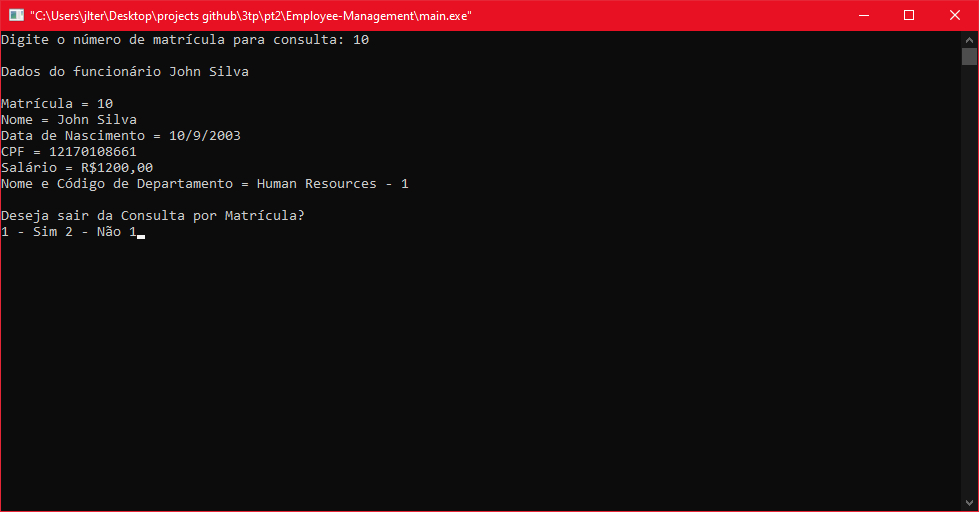 "C:\Users\jlter\Desktop\projects github\3tp\pt2\Employee-Management\main.exe"
Digite o número de matrícula para consulta: 10
Dados do funcionário John Silva
Matrícula = 10
Nome = John Silva
Data de Nascimento = 10/9/2003
CPF = 12170108661
Salário = R$1200,00
Nome e Código de Departamento = Human Resources - 1
Deseja sair da Consulta por Matrícula?
1 - Sim 2 - Não 1